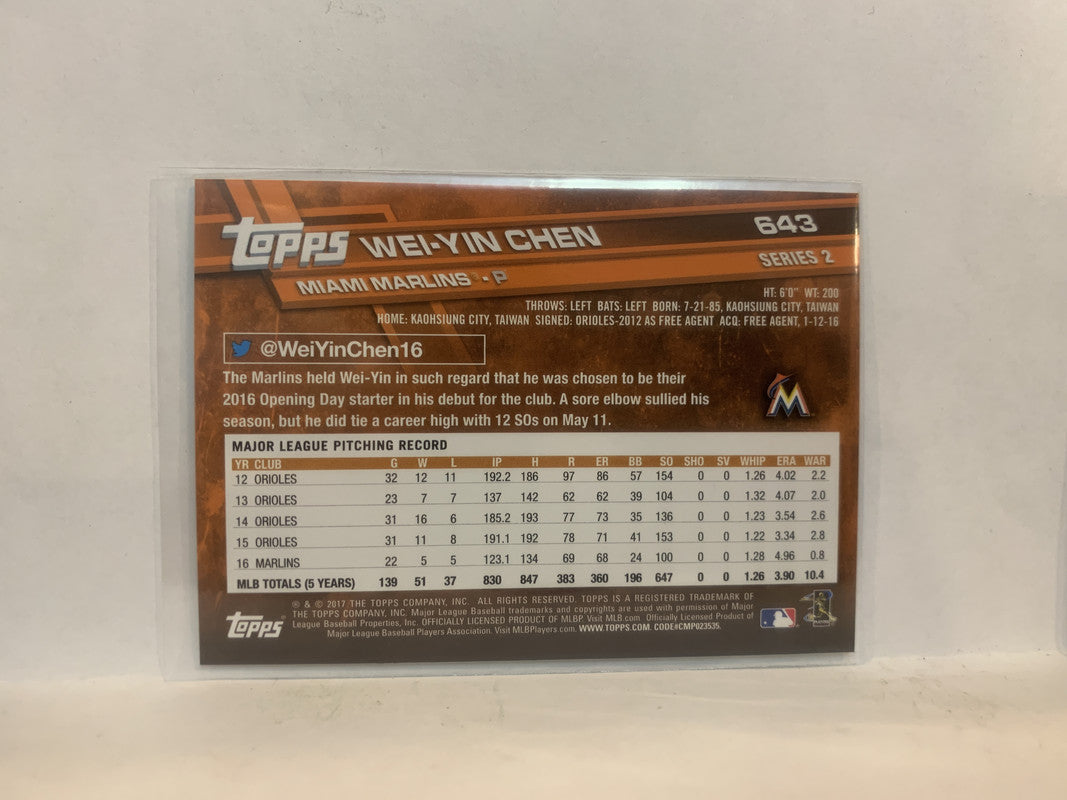 topps WEI-YIN CHEN 643
MIAMI MARLINS® - P SERIES 2
HT: 6'0" WT: 200
THROWS: LEFT BATS: LEFT BORN: 7-21-85, KAOHSIUNG CITY, TAIWAN
HOME: KAOHSIUNG CITY, TAIWAN SIGNED: ORIOLES-2012 AS FREE AGENT ACQ: FREE AGENT, 1-12-16
@WeiYinChen16
The Marlins held Wei-Yin in such regard that he was chosen to be their
2016 Opening Day starter in his debut for the club. A sore elbow sullied his
season, but he did tie a career high with 12 SOs on May 11.
M
MAJOR LEAGUE PITCHING RECORD
YR CLUB G W L IP H R ER BB SO SHO SV WHIP ERA WAR
12 ORIOLES 32 12 11 192.2 186 97 86 57 154 0 0 1.26 4.02 2.2
13 ORIOLES 23 7 7 137 142 62 62 39 104 0 0 1.32 4.07 2.0
14 ORIOLES 31 16 6 185.2 193 77 73 35 136 0 0 1.23 3.54 2.6
15 ORIOLES 31 11 8 191.1 192 78 71 41 153 0 0 1.22 3.34 2.8
16 MARLINS 22 5 5 123.1 134 69 68 24 100 0 0 1.28 4.96 0.8
MLB TOTALS (5 YEARS) 139 51 37 830 847 383 360 196 647 0 0 1.26 3.90 10.4
® & © 2017 THE TOPPS COMPANY, INC. ALL RIGHTS RESERVED. TOPPS IS A REGISTERED TRADEMARK OF
THE TOPPS COMPANY, INC. Major League Baseball trademarks and copyrights are used with permission of Major
League Baseball Properties, Inc. OFFICIALLY LICENSED PRODUCT OF MLBP. Visit MLB.com. Officially Licensed Product of
Major League Baseball Players Association. Visit MLBPlayers.com. WWW.TOPPS.COM. CODE#CMP023535.
topps